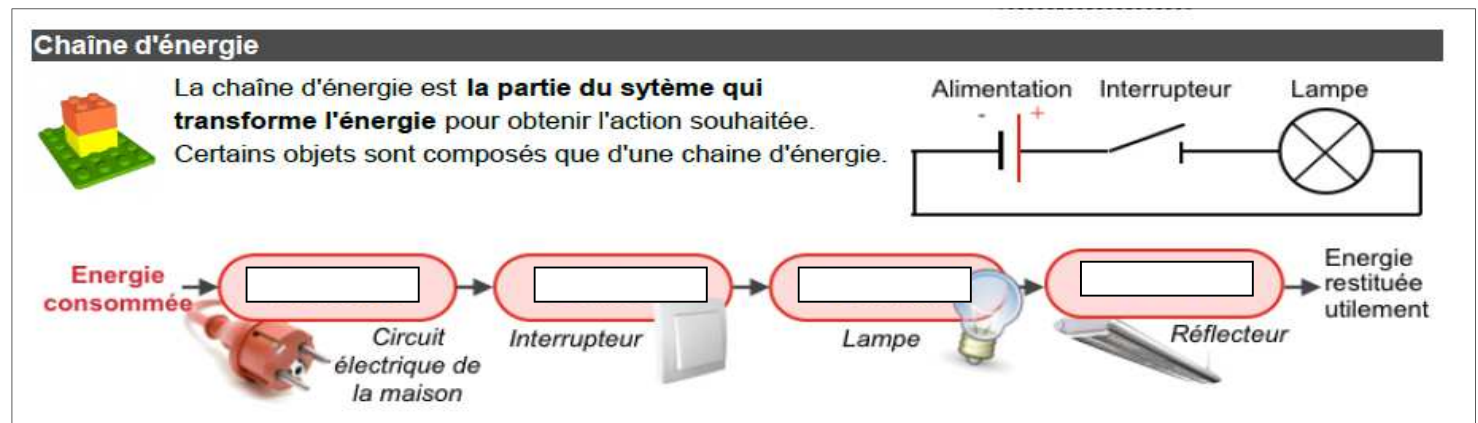 Chaîne d'énergie
La chaîne d'énergie est la partie du sytème qui
transforme l'énergie pour obtenir l'action souhaitée.
Certains objets sont composés que d'une chaine d'énergie.
Alimentation Interrupteur Lampe
- +
Energie
consommée
Circuit
électrique de
la maison
Interrupteur
Lampe
Réflecteur
Energie
restituée
utilement